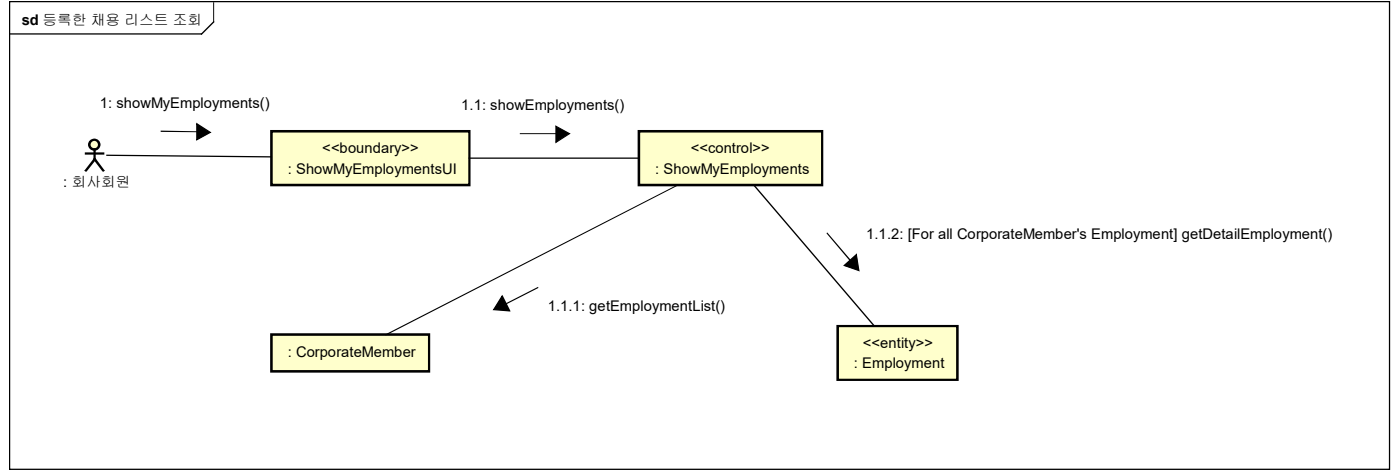 sd 등록한 채용 리스트 조회
1: showMyEmployments()
1.1: showEmployments()
<<boundary>>
: ShowMyEmploymentsUI
<<control>>
: ShowMyEmployments
: 회사회원
1.1.2: [For all CorporateMember's Employment] getDetailEmployment()
1.1.1: getEmploymentList()
: CorporateMember
<<entity>>
: Employment